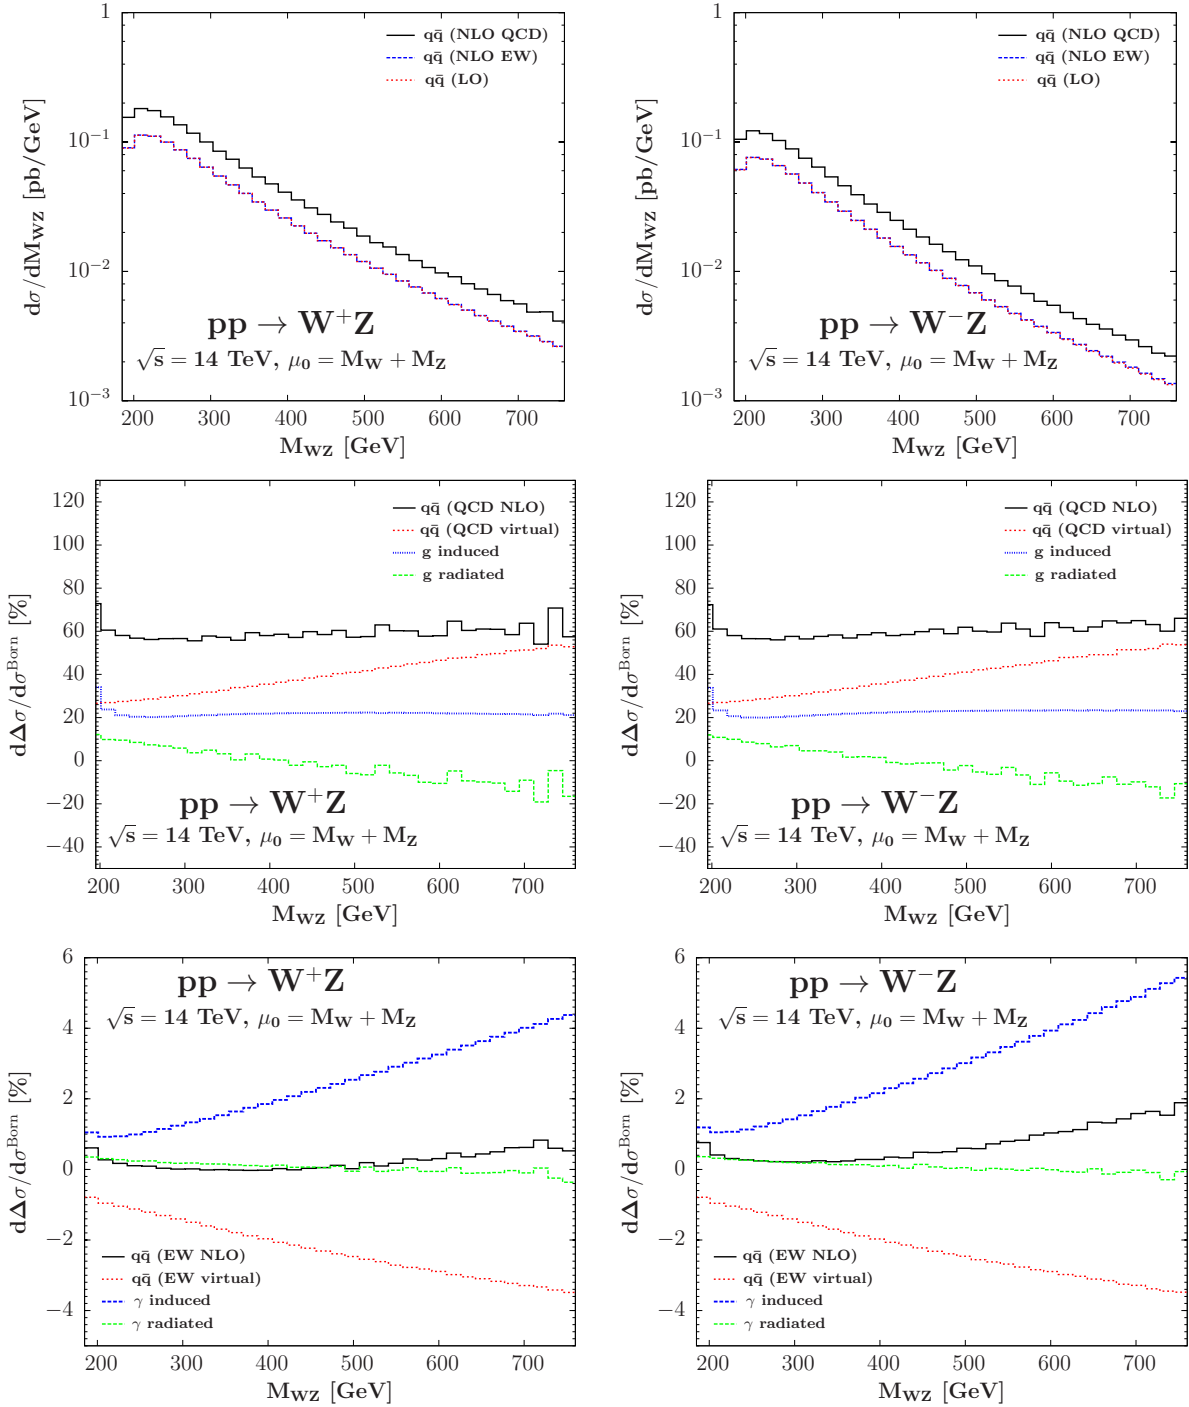 1
10⁻¹
10⁻²
10⁻³
dσ/dM_WZ [pb/GeV]
qq̄ (NLO QCD)
qq̄ (NLO EW)
qq̄ (LO)
pp → W⁺Z
√s = 14 TeV, μ₀ = M_W + M_Z
200 300 400 500 600 700
M_WZ [GeV]
1
10⁻¹
10⁻²
10⁻³
dσ/dM_WZ [pb/GeV]
qq̄ (NLO QCD)
qq̄ (NLO EW)
qq̄ (LO)
pp → W⁻Z
√s = 14 TeV, μ₀ = M_W + M_Z
200 300 400 500 600 700
M_WZ [GeV]
120
100
80
60
40
20
0
−20
−40
dΔσ/dσ^Born [%]
qq̄ (QCD NLO)
qq̄ (QCD virtual)
g induced
g radiated
pp → W⁺Z
√s = 14 TeV, μ₀ = M_W + M_Z
200 300 400 500 600 700
M_WZ [GeV]
120
100
80
60
40
20
0
−20
−40
dΔσ/dσ^Born [%]
qq̄ (QCD NLO)
qq̄ (QCD virtual)
g induced
g radiated
pp → W⁻Z
√s = 14 TeV, μ₀ = M_W + M_Z
200 300 400 500 600 700
M_WZ [GeV]
6
4
2
0
−2
−4
dΔσ/dσ^Born [%]
pp → W⁺Z
√s = 14 TeV, μ₀ = M_W + M_Z
qq̄ (EW NLO)
qq̄ (EW virtual)
γ induced
γ radiated
200 300 400 500 600 700
M_WZ [GeV]
6
4
2
0
−2
−4
dΔσ/dσ^Born [%]
pp → W⁻Z
√s = 14 TeV, μ₀ = M_W + M_Z
qq̄ (EW NLO)
qq̄ (EW virtual)
γ induced
γ radiated
200 300 400 500 600 700
M_WZ [GeV]